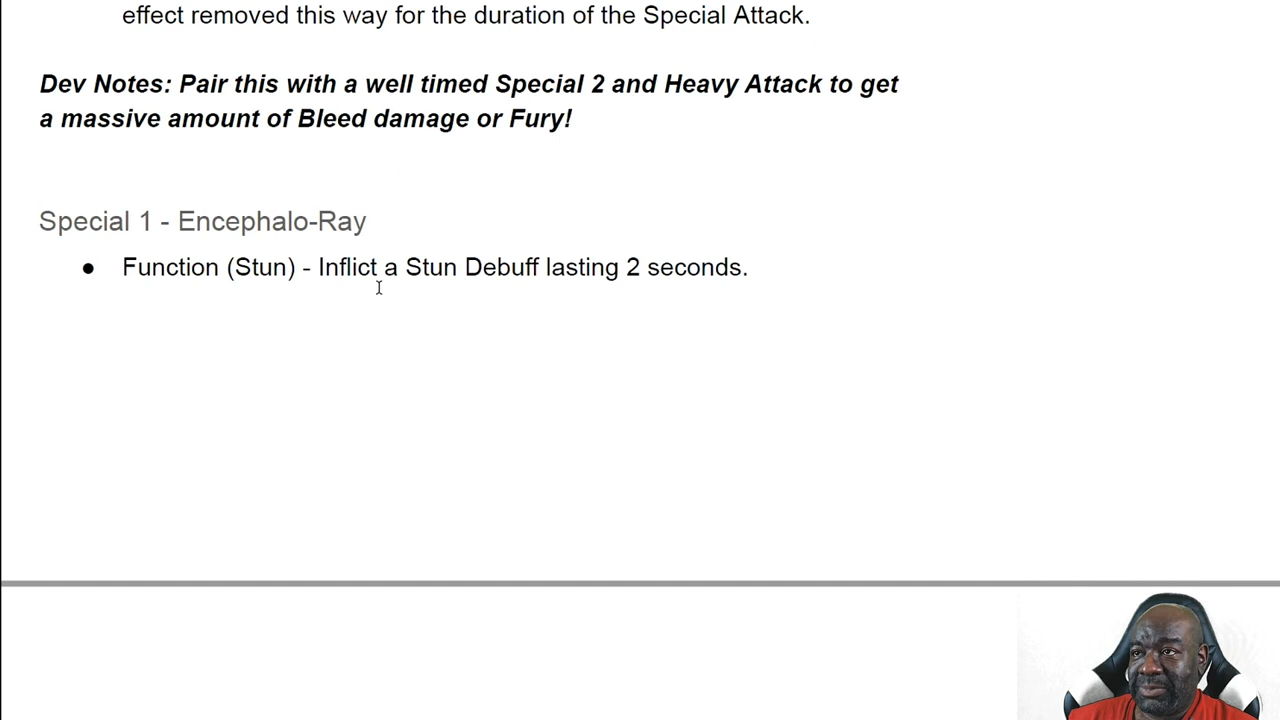 effect removed this way for the duration of the Special Attack.
Dev Notes: Pair this with a well timed Special 2 and Heavy Attack to get
a massive amount of Bleed damage or Fury!
Special 1 - Encephalo-Ray
● Function (Stun) - Inflict a Stun Debuff lasting 2 seconds.